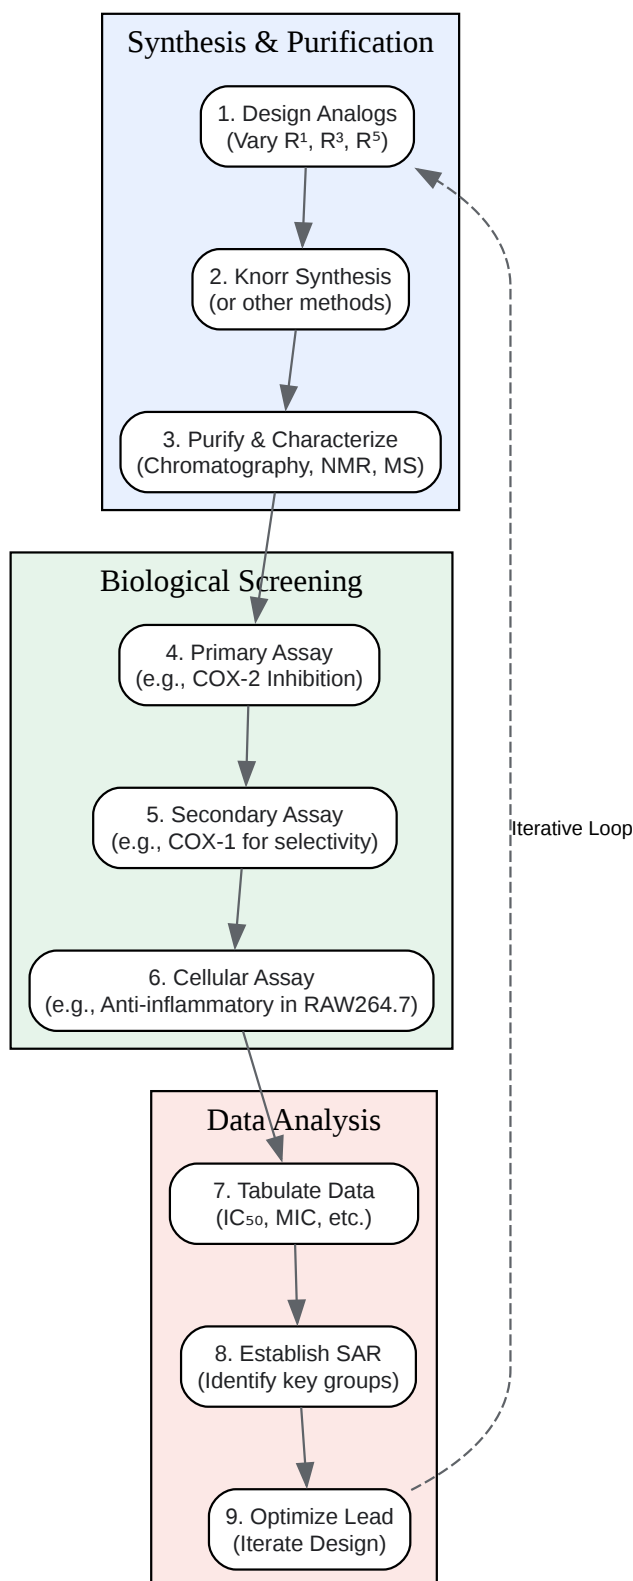 Synthesis & Purification
1. Design Analogs
(Vary R¹, R³, R⁵)
2. Knorr Synthesis
(or other methods)
3. Purify & Characterize
(Chromatography, NMR, MS)
Biological Screening
4. Primary Assay
(e.g., COX-2 Inhibition)
5. Secondary Assay
(e.g., COX-1 for selectivity)
Iterative Loop
6. Cellular Assay
(e.g., Anti-inflammatory in RAW264.7)
Data Analysis
7. Tabulate Data
(IC₅₀, MIC, etc.)
8. Establish SAR
(Identify key groups)
9. Optimize Lead
(Iterate Design)